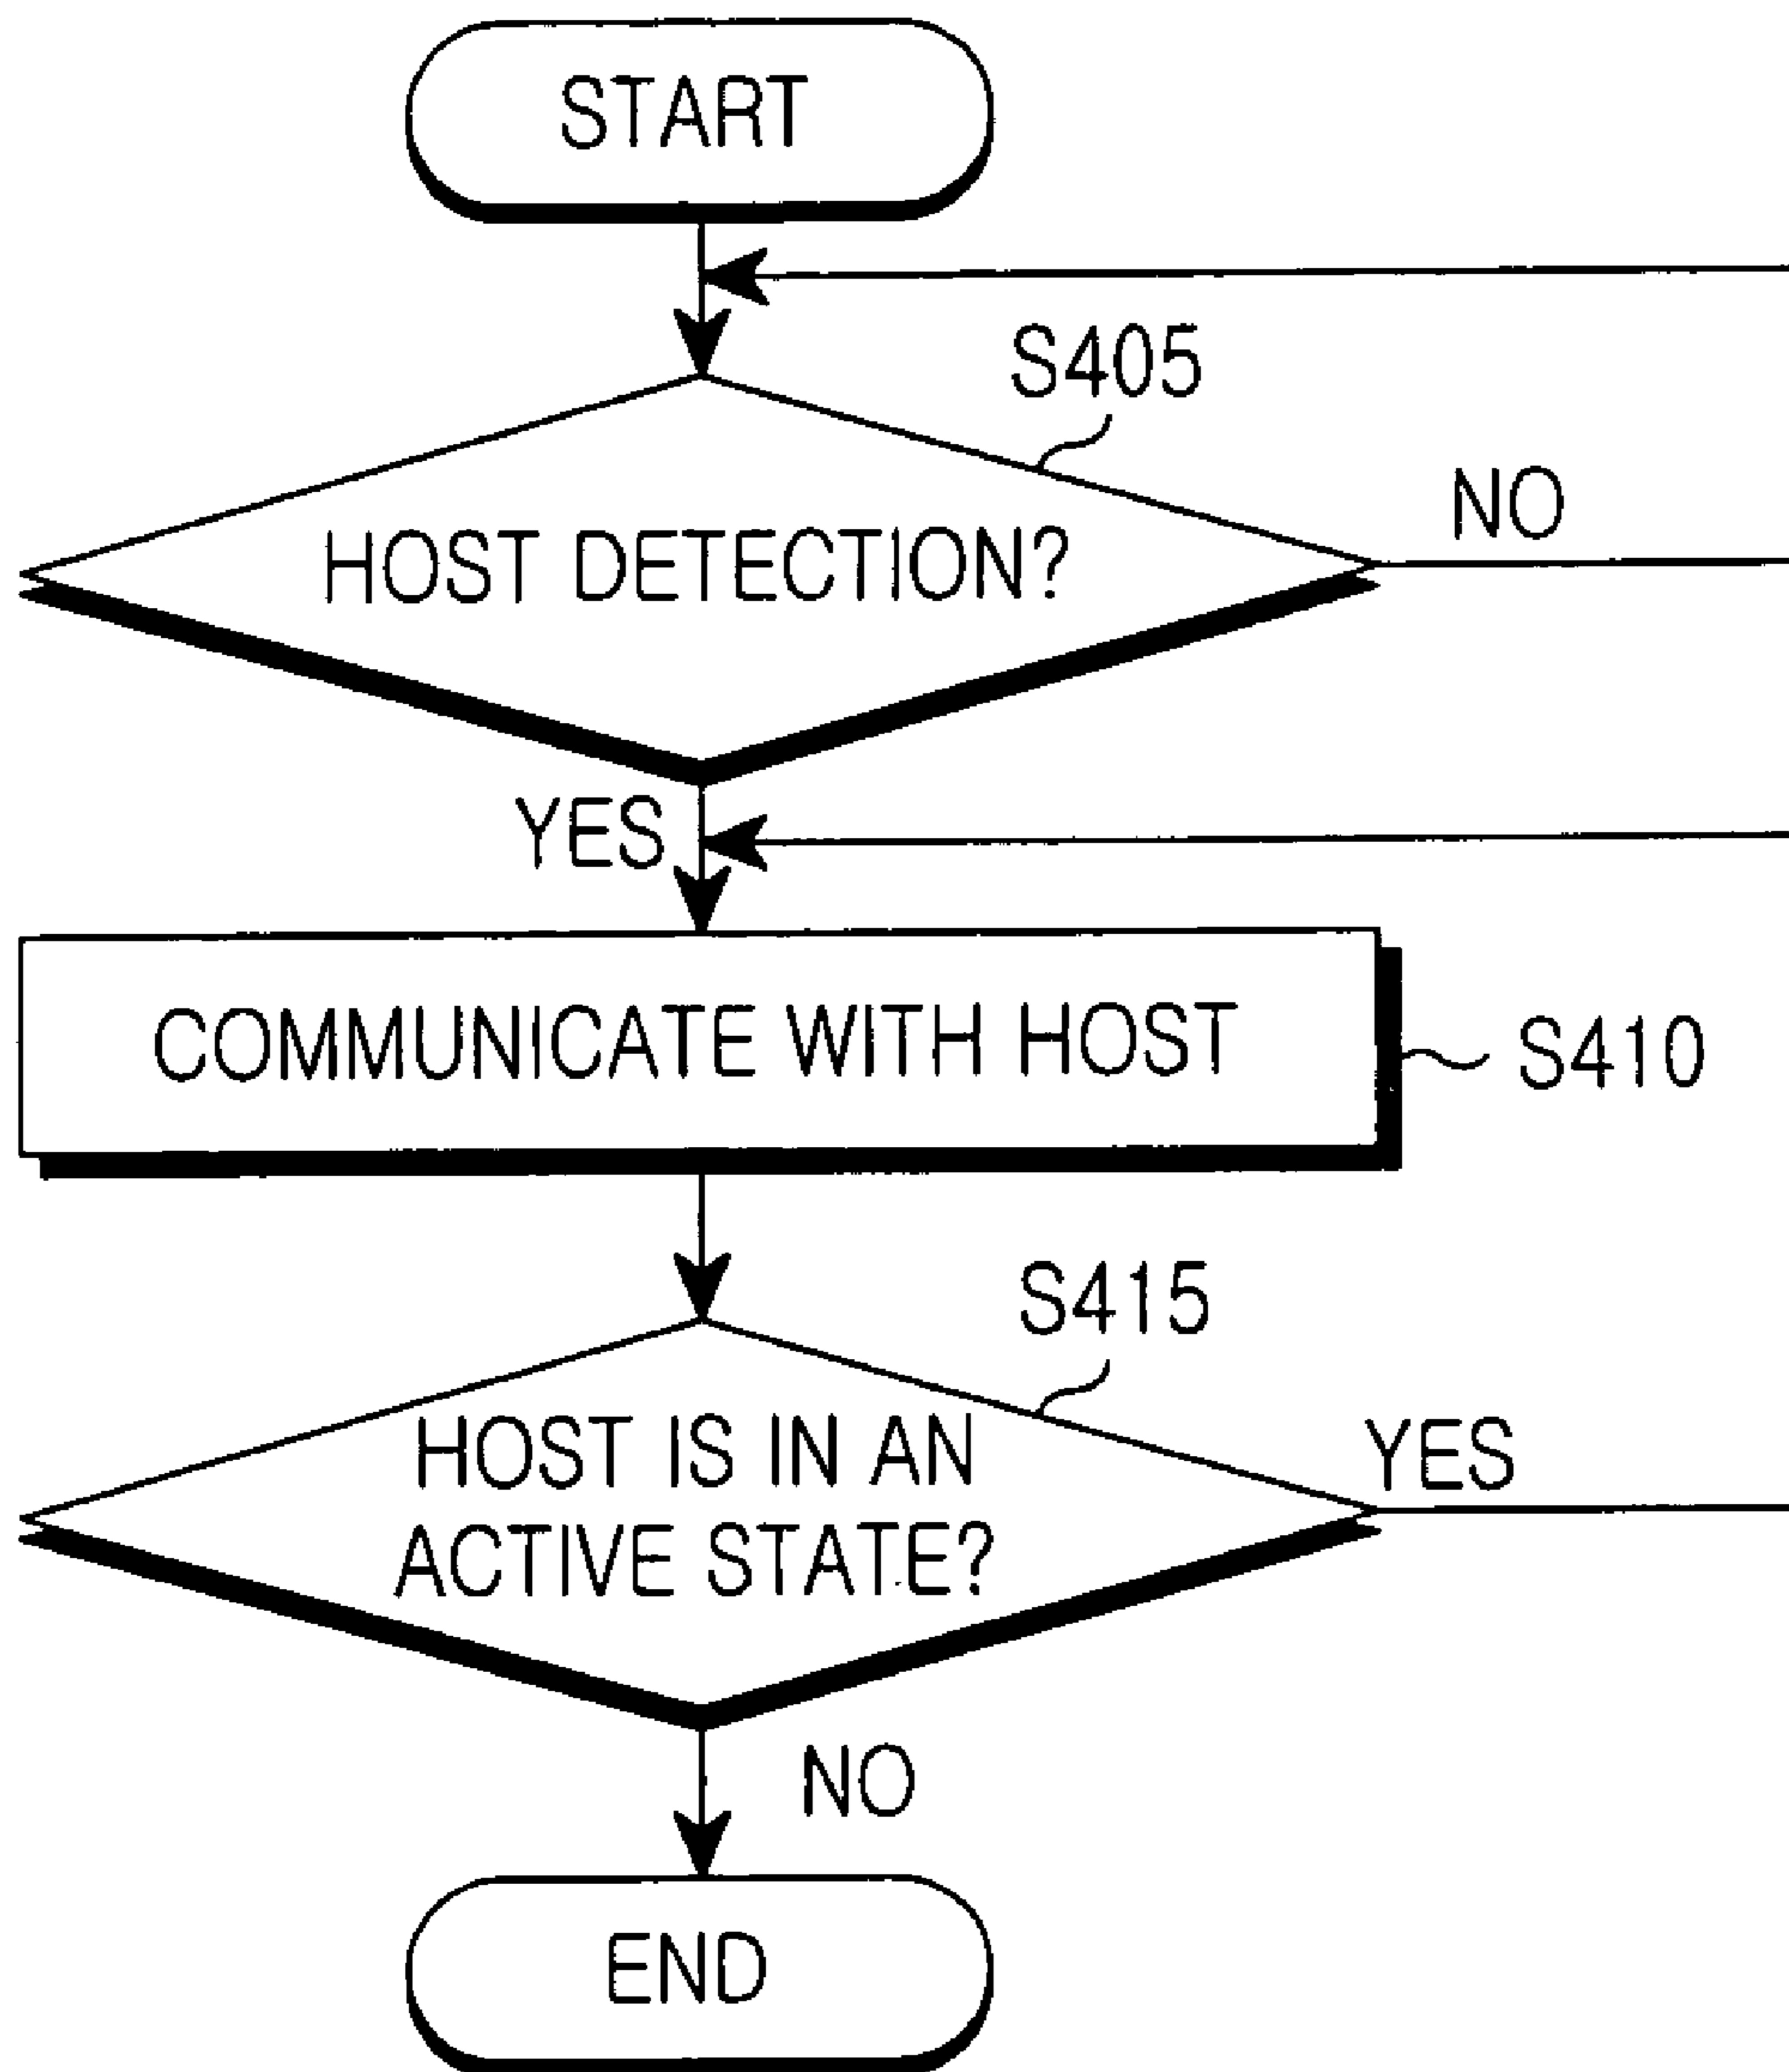 START
S405
HOST DETECTION?
NO
YES
COMMUNICATE WITH HOST
S410
S415
HOST IS IN AN
ACTIVE STATE?
YES
NO
END